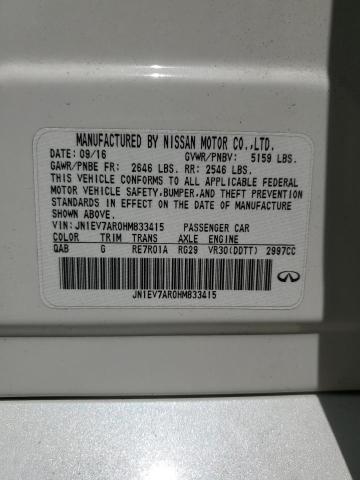 MANUFACTURED BY NISSAN MOTOR CO.,LTD.
DATE: 09/16 GVWR/PNBV: 5159 LBS.
GAWR/PNBE FR: 2646 LBS. RR: 2546 LBS.
THIS VEHICLE CONFORMS TO ALL APPLICABLE FEDERAL
MOTOR VEHICLE SAFETY,BUMPER,AND THEFT PREVENTION
STANDARDS IN EFFECT ON THE DATE OF MANUFACTURE
SHOWN ABOVE.
VIN: JN1EV7AR0HM833415 PASSENGER CAR
COLOR TRIM TRANS AXLE ENGINE
QAB G RE7R01A RG29 VR30(DDTT) 2997CC
JN1EV7AR0HM833415